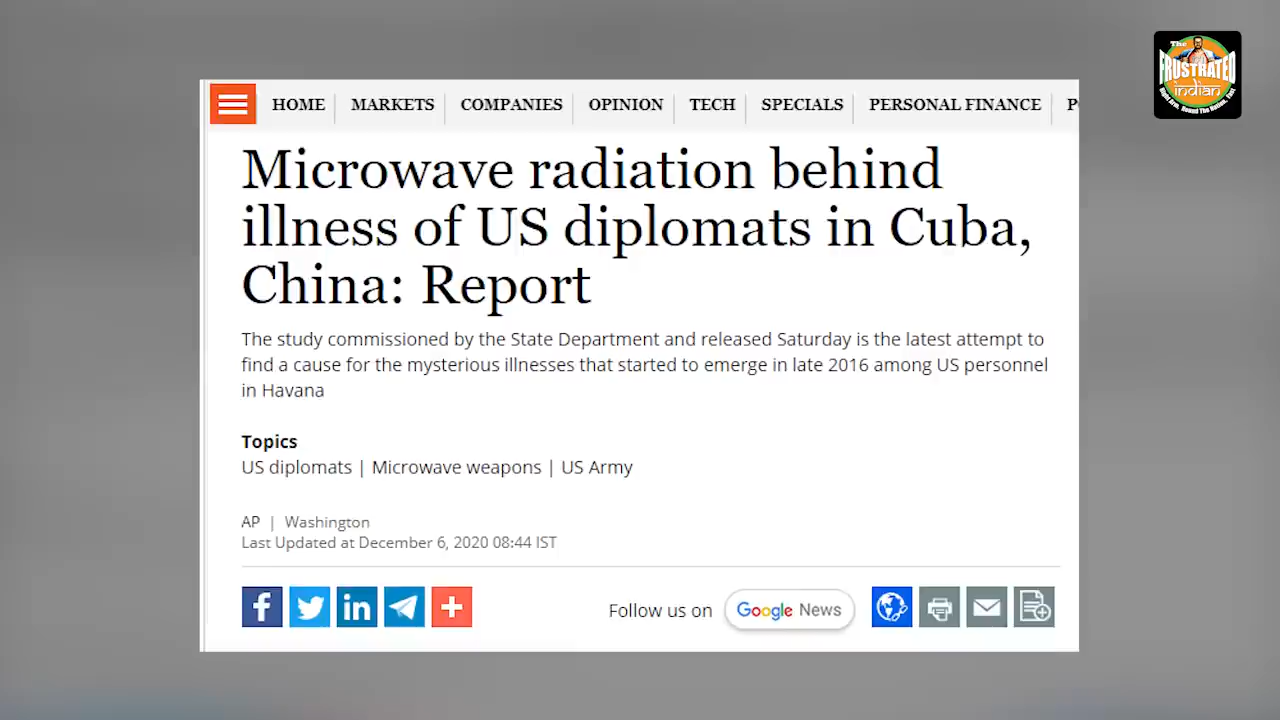 The
FRUSTRATED
indian
HOME
MARKETS
COMPANIES
OPINION
TECH
SPECIALS
PERSONAL FINANCE
Microwave radiation behind
illness of US diplomats in Cuba,
China: Report
The study commissioned by the State Department and released Saturday is the latest attempt to
find a cause for the mysterious illnesses that started to emerge in late 2016 among US personnel
in Havana
Topics
US diplomats | Microwave weapons | US Army
AP | Washington
Last Updated at December 6, 2020 08:44 IST
Follow us on
Google News